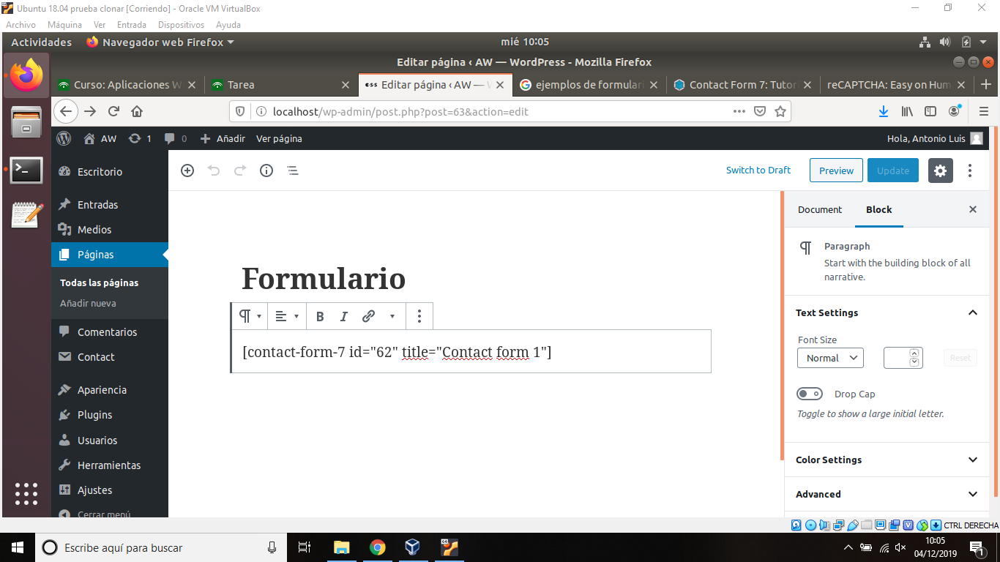 Ubuntu 18.04 prueba clonar [Corriendo] - Oracle VM VirtualBox
Archivo Máquina Ver Entrada Dispositivos Ayuda
Actividades Navegador web Firefox mié 10:05
Editar página ‹ AW — WordPress - Mozilla Firefox
Curso: Aplicaciones W Tarea Editar página ‹ AW — W ejemplos de formulari Contact Form 7: Tutor reCAPTCHA: Easy on Hum
localhost/wp-admin/post.php?post=63&action=edit
AW 1 0 Añadir Ver página Hola, Antonio Luis
Escritorio
Entradas
Medios
Páginas
Todas las páginas
Añadir nueva
Comentarios
Contact
Apariencia
Plugins
Usuarios
Herramientas
Ajustes
Cerrar menú
Switch to Draft Preview Update
Formulario
B I
[contact-form-7 id="62" title="Contact form 1"]
Document Block
Paragraph
Start with the building block of all
narrative.
Text Settings
Font Size
Normal Reset
Drop Cap
Toggle to show a large initial letter.
Color Settings
Advanced
CTRL DERECHA
Escribe aquí para buscar
10:05
04/12/2019
1